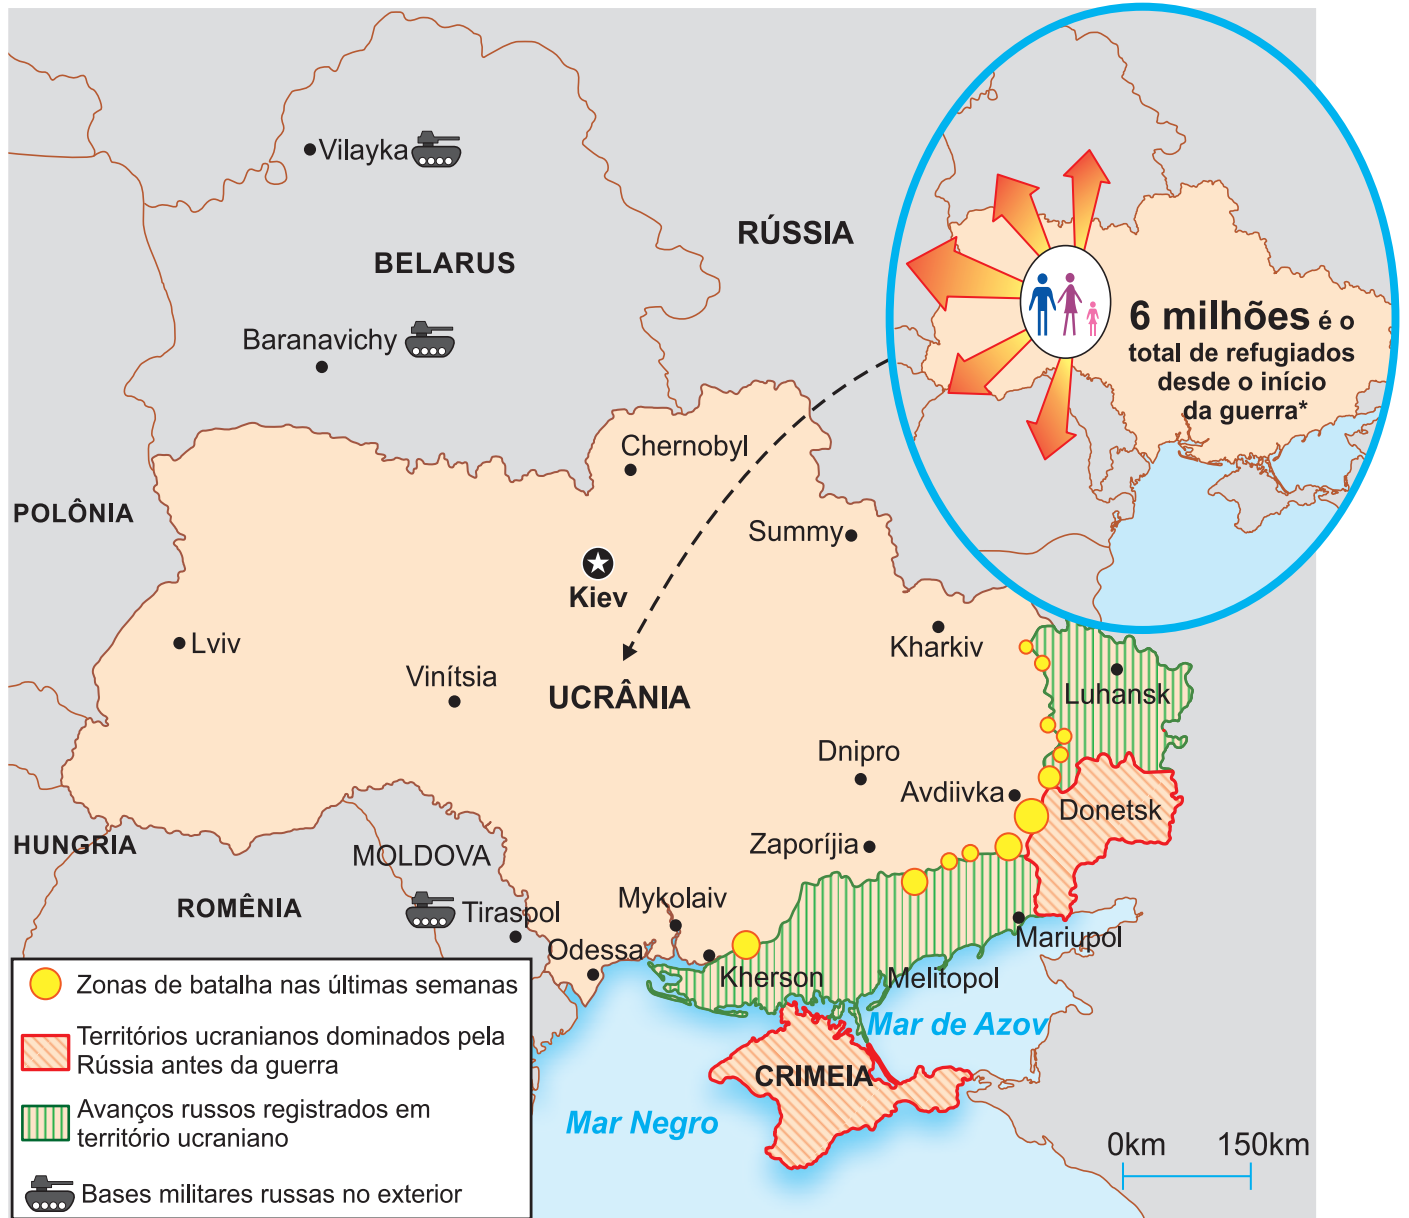 Vilayka
BELARUS
RÚSSIA
Baranavichy
6 milhões é o
total de refugiados
desde o início
da guerra*
Chernobyl
POLÔNIA
Summy
Kiev
Lviv
Kharkiv
Vinítsia
UCRÂNIA
Luhansk
Dnipro
Avdiivka
Donetsk
HUNGRIA
MOLDOVA
Zaporíjia
ROMÊNIA
Tiraspol
Mykolaiv
Odessa
Mariupol
Kherson
Melitopol
Mar de Azov
CRIMEIA
Mar Negro
0km 150km
Zonas de batalha nas últimas semanas
Territórios ucranianos dominados pela
Rússia antes da guerra
Avanços russos registrados em
território ucraniano
Bases militares russas no exterior